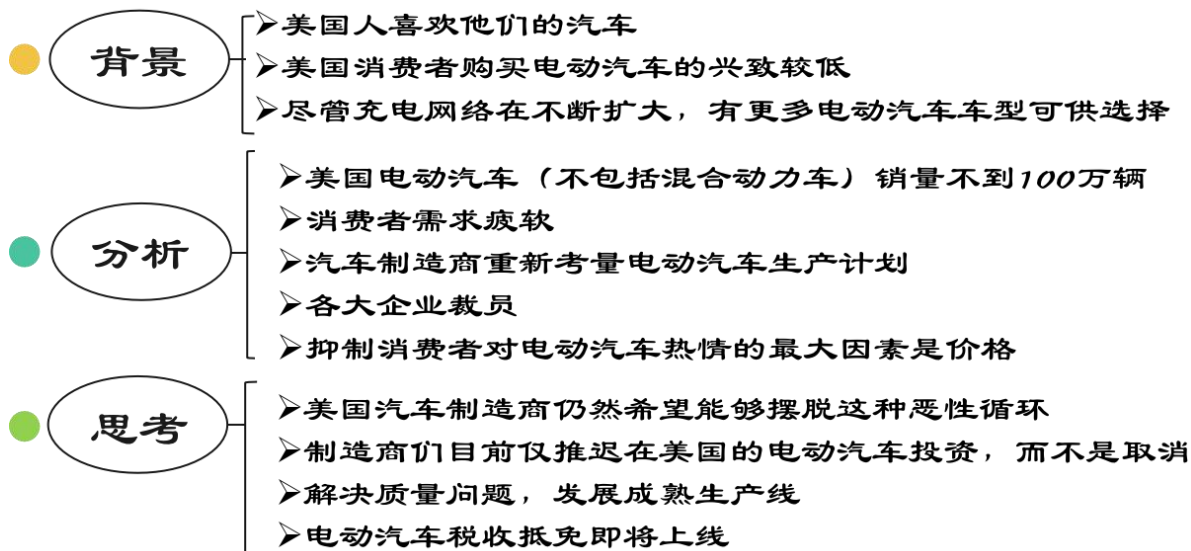 背景
➢美国人喜欢他们的汽车
➢美国消费者购买电动汽车的兴致较低
➢尽管充电网络在不断扩大，有更多电动汽车车型可供选择
分析
➢美国电动汽车（不包括混合动力车）销量不到100万辆
➢消费者需求疲软
➢汽车制造商重新考量电动汽车生产计划
➢各大企业裁员
➢抑制消费者对电动汽车热情的最大因素是价格
思考
➢美国汽车制造商仍然希望能够摆脱这种恶性循环
➢制造商们目前仅推迟在美国的电动汽车投资，而不是取消
➢解决质量问题，发展成熟生产线
➢电动汽车税收抵免即将上线